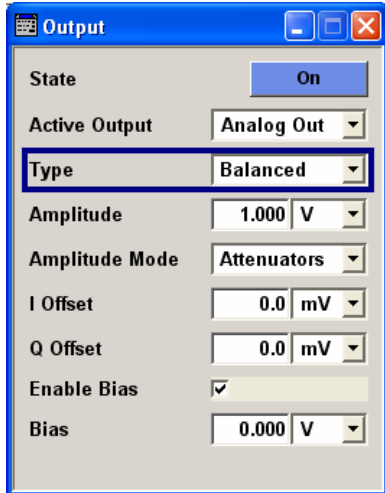 Output
State On
Active Output Analog Out
Type Balanced
Amplitude 1.000 V
Amplitude Mode Attenuators
I Offset 0.0 mV
Q Offset 0.0 mV
Enable Bias
Bias 0.000 V